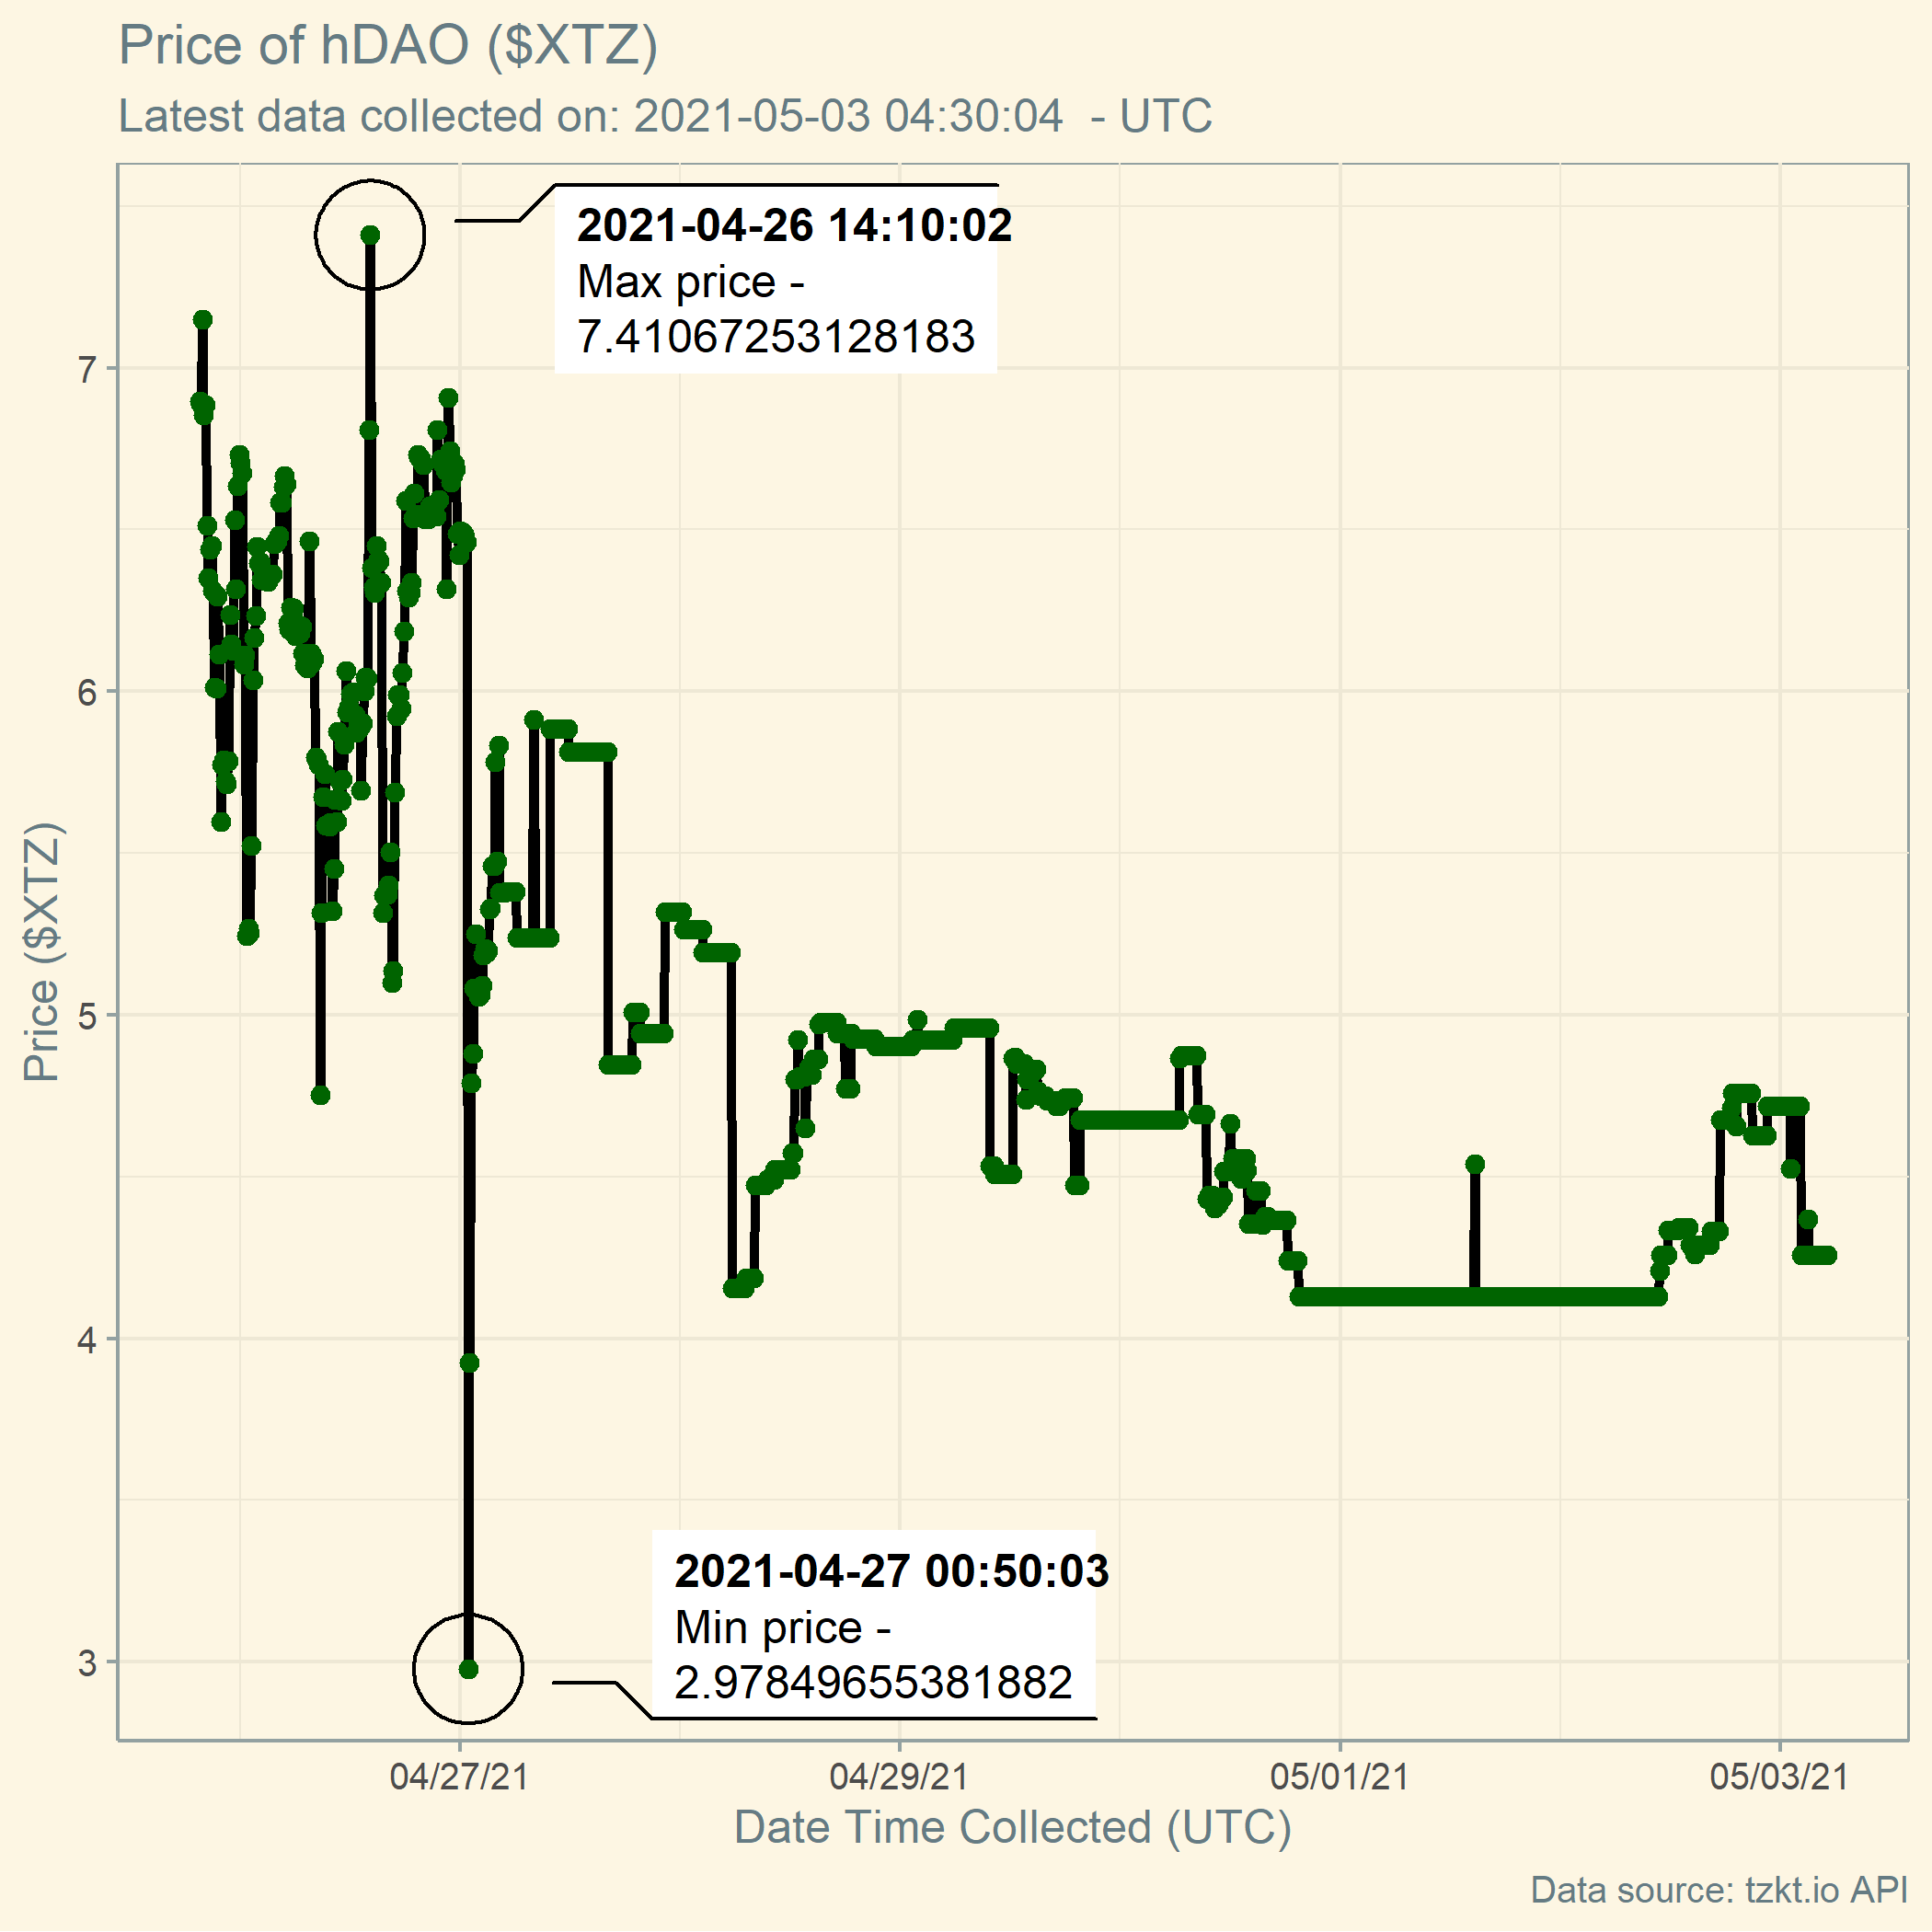 Price of hDAO ($XTZ)
Latest data collected on: 2021-05-03 04:30:04  - UTC
2021-04-26 14:10:02
Max price -
7.41067253128183
7
6
5
4
3
Price ($XTZ)
2021-04-27 00:50:03
Min price -
2.97849655381882
04/27/21
04/29/21
05/01/21
05/03/21
Date Time Collected (UTC)
Data source: tzkt.io API